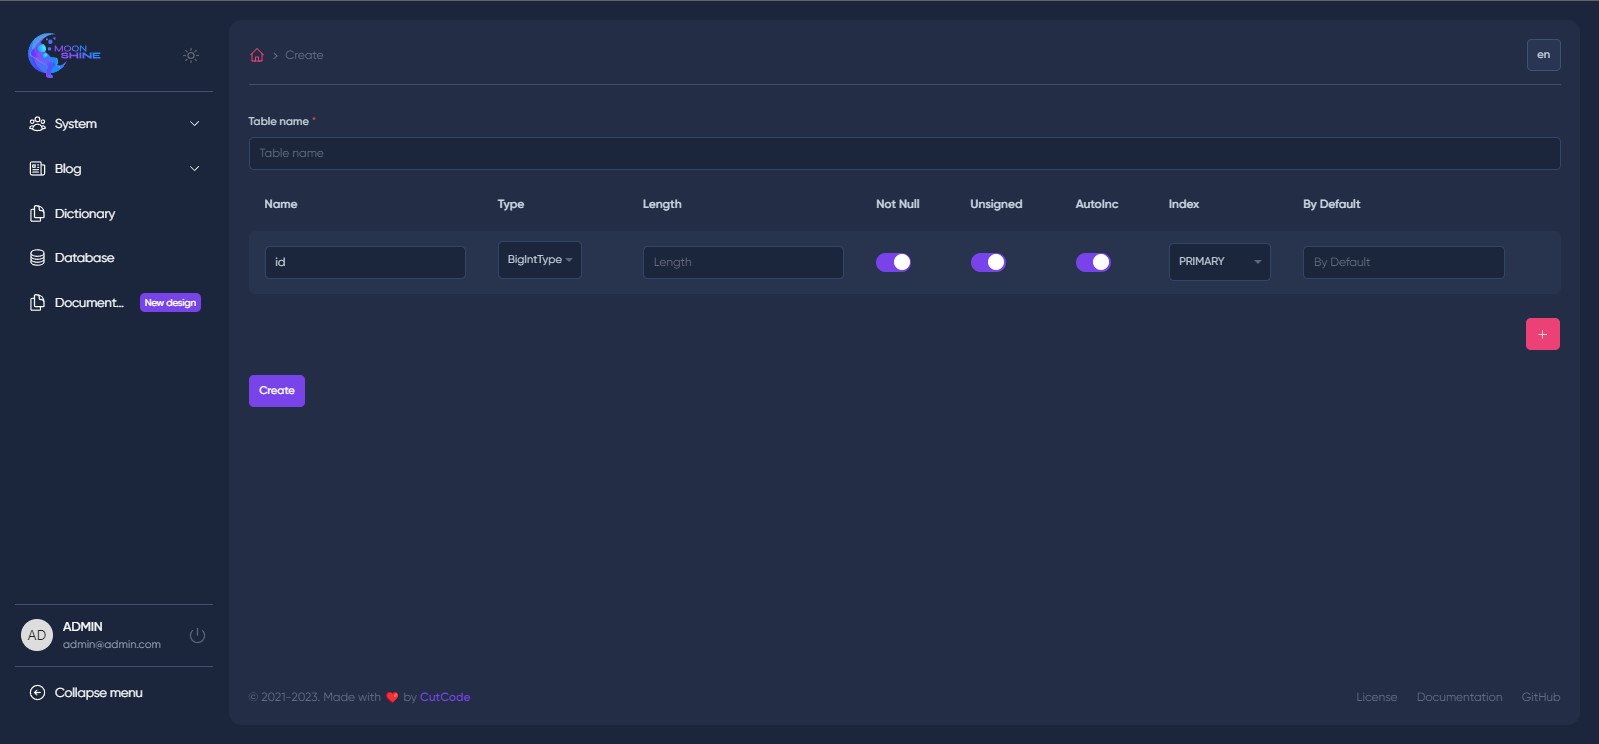 MOON
SHINE
System
Blog
Dictionary
Database
Document... New design
AD
ADMIN
admin@admin.com
Collapse menu
Create
en
Table name *
Table name
Name Type Length Not Null Unsigned AutoInc Index By Default
id BigIntType Length PRIMARY By Default
+
Create
© 2021-2023. Made with ❤️ by CutCode
License Documentation GitHub